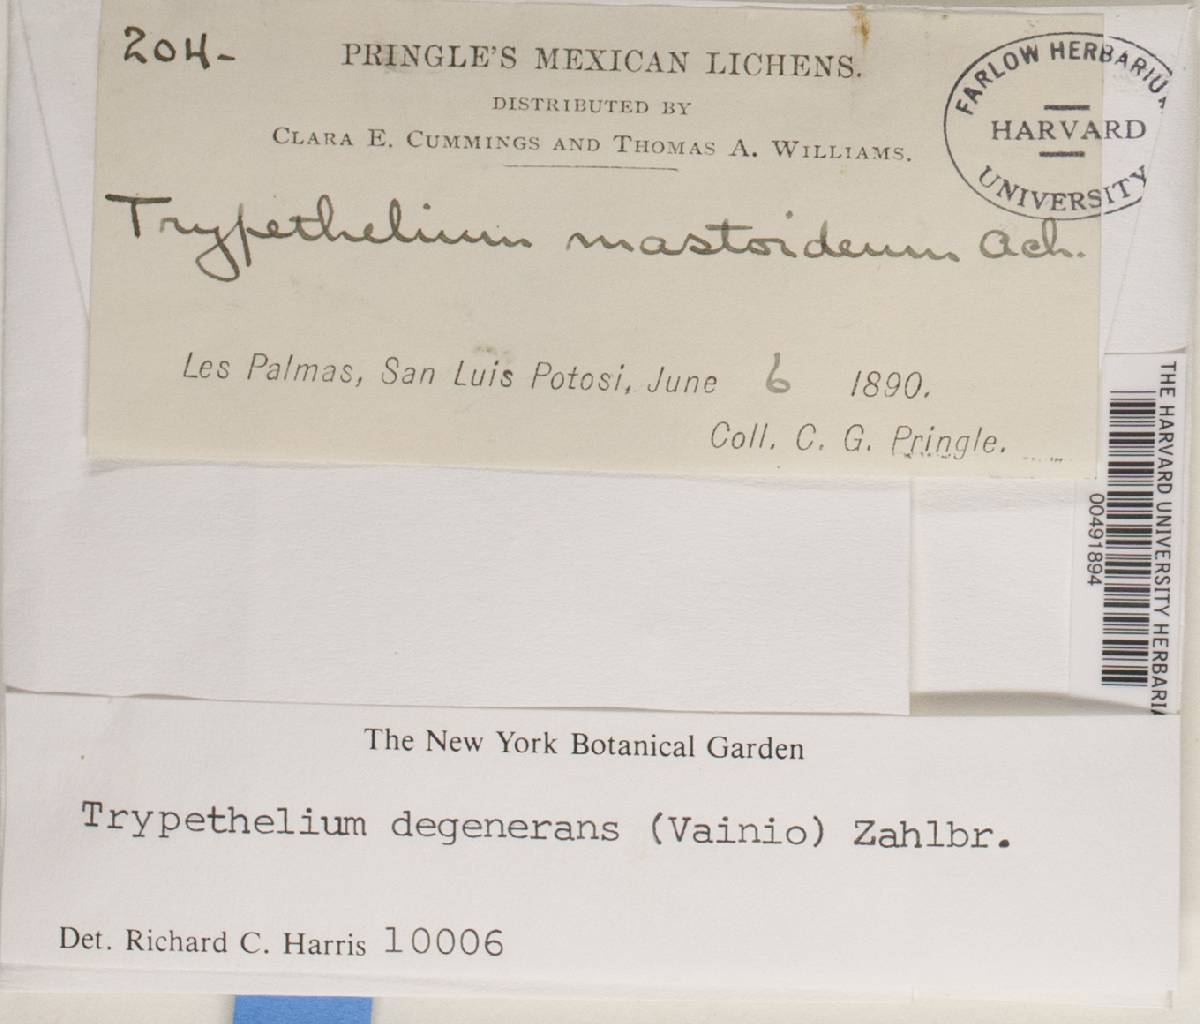 204-
PRINGLE'S MEXICAN LICHENS.
DISTRIBUTED BY
CLARA E. CUMMINGS AND THOMAS A. WILLIAMS.
FARLOW HERBARIUM
HARVARD
UNIVERSITY
Trypethelium mastoideum Ach.
Les Palmas, San Luis Potosi, June 6 1890.
Coll. C. G. Pringle.
THE HARVARD UNIVERSITY HERBARIA
00491894
The New York Botanical Garden
Trypethelium degenerans (Vainio) Zahlbr.
Det. Richard C. Harris 10006